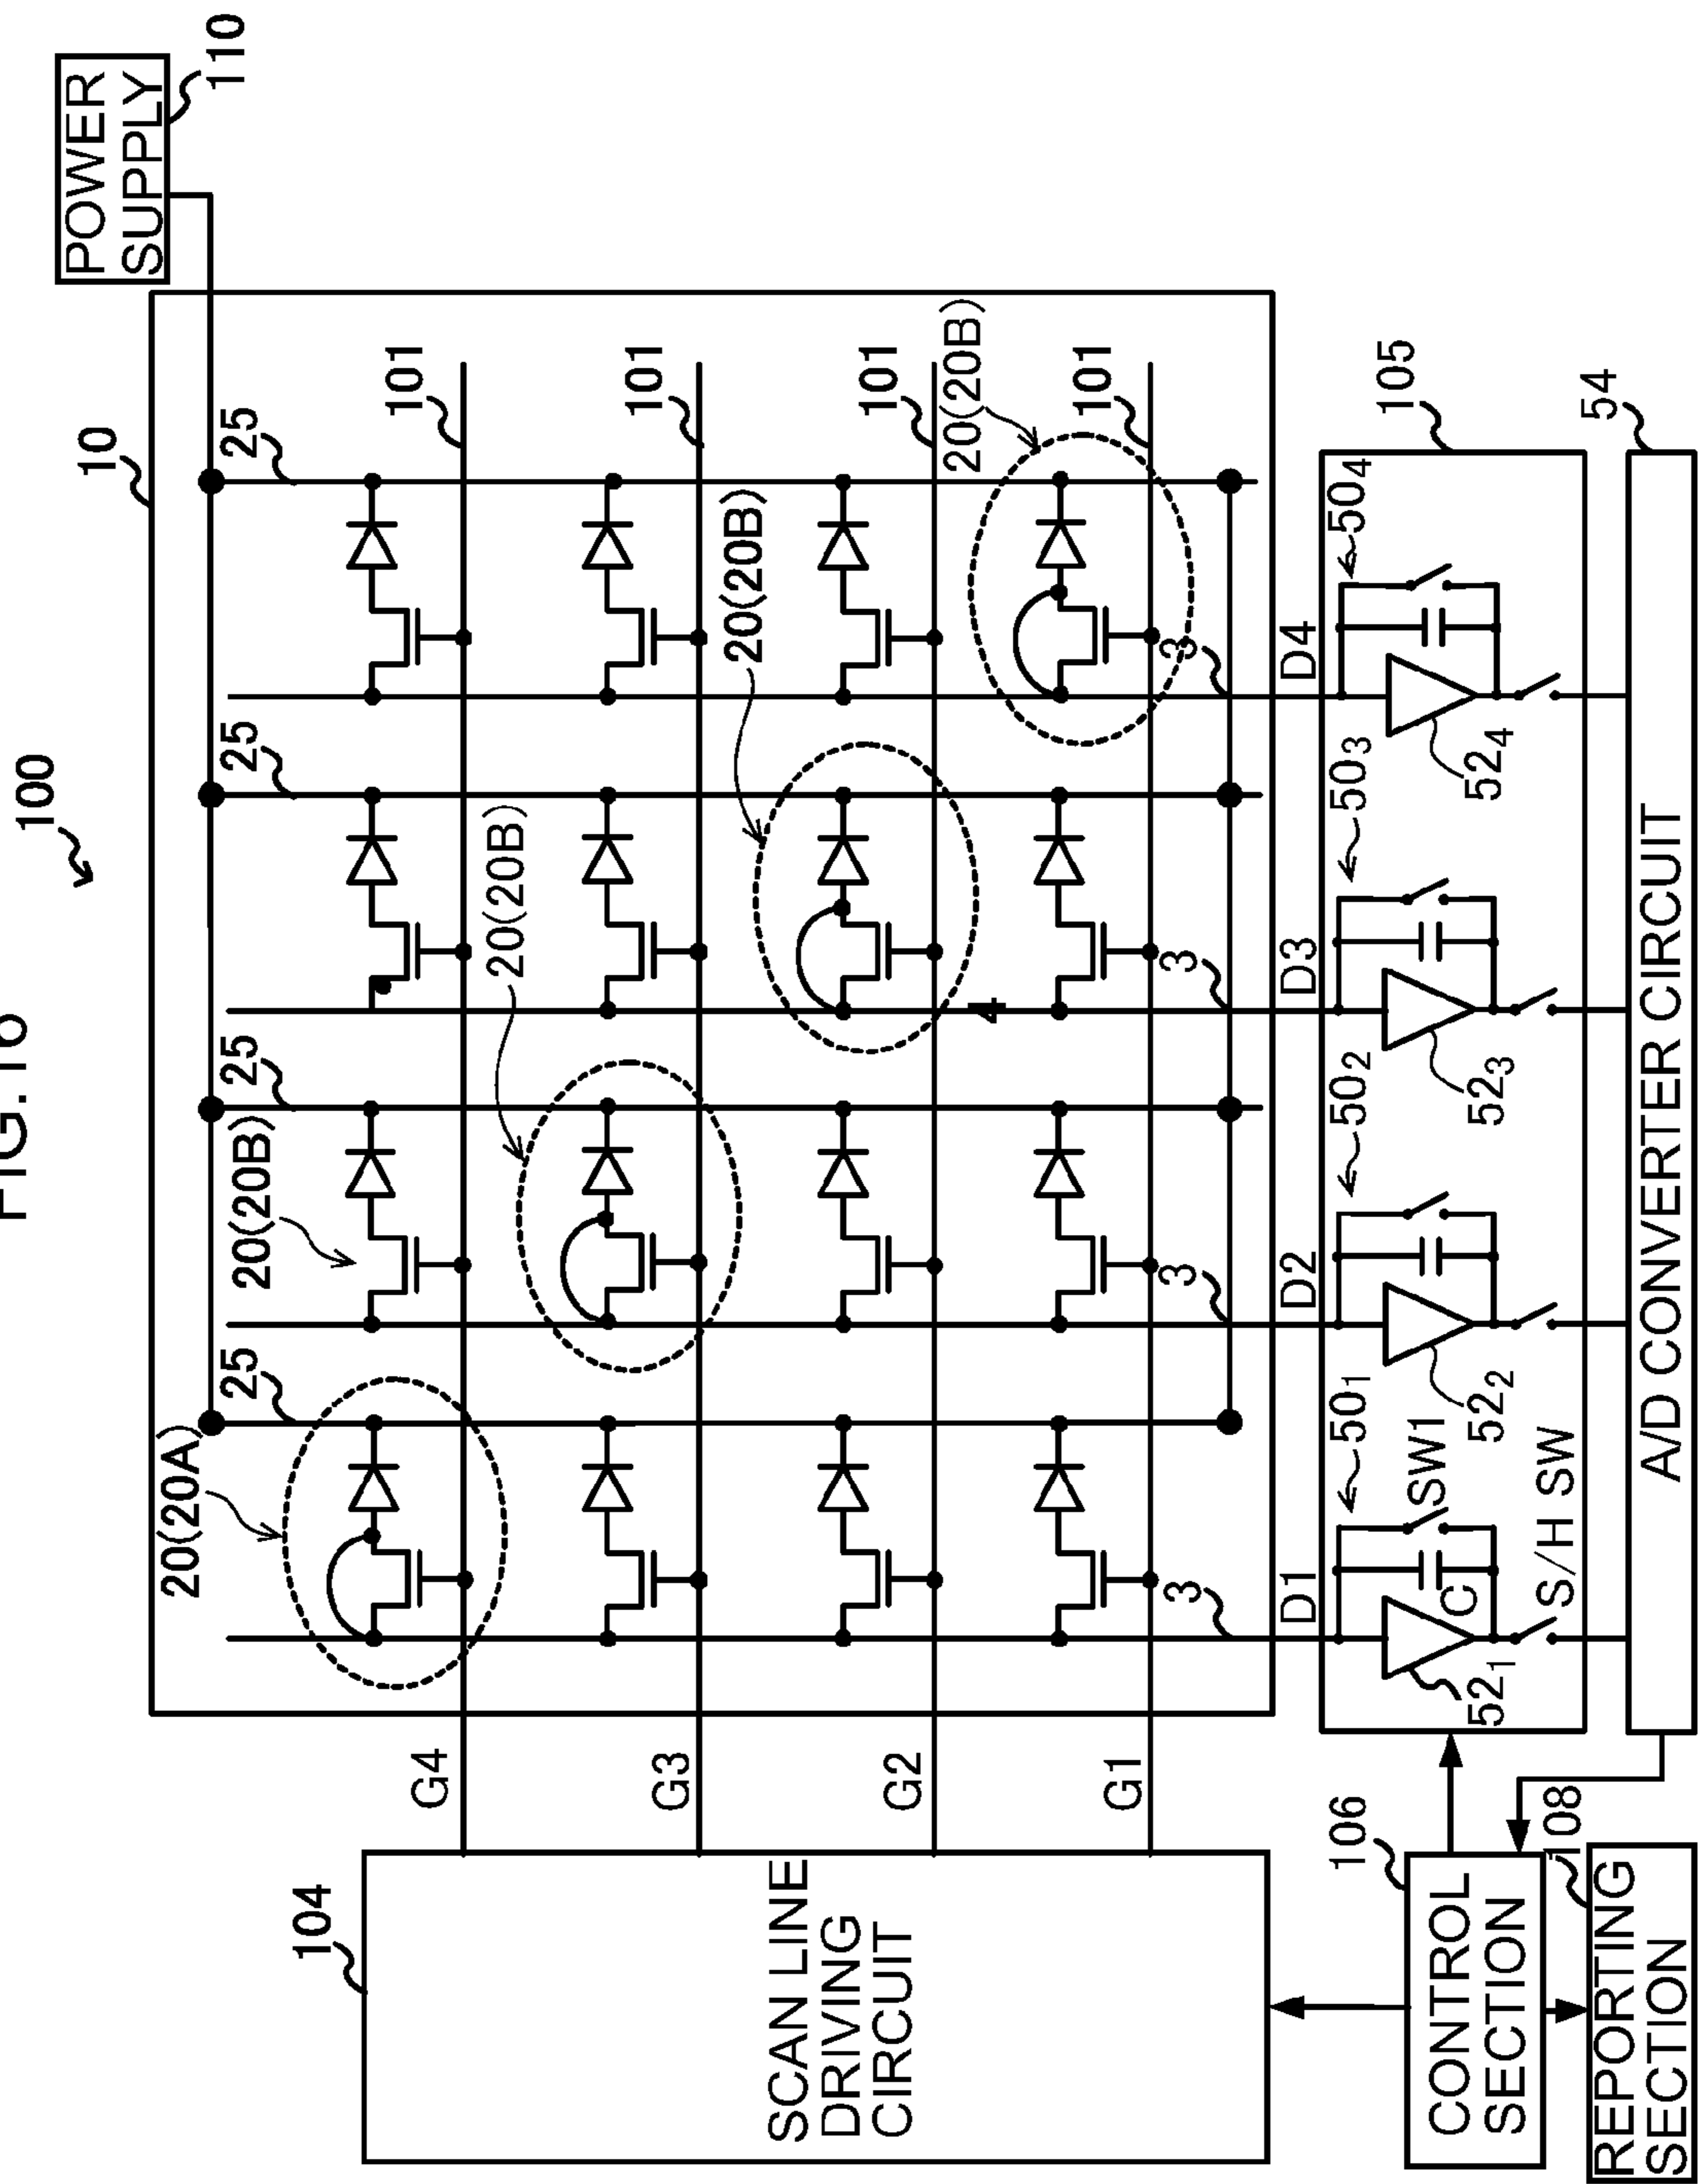 FIG.16
100
POWER
SUPPLY
110
10
20(20A)
25
25
25
25
20(20B)
104
101
G4
20(20B)
101
G3
20(20B)
SCAN LINE
DRIVING
CIRCUIT
101
G2
20(20B)
4
101
G1
3
3
3
3
D1
D2
D3
D4
106
50₁
50₂
50₃
50₄
105
SW1
C
52₁
52₂
52₃
52₄
S/H SW
CONTROL
SECTION
108
54
REPORTING
SECTION
A/D CONVERTER CIRCUIT